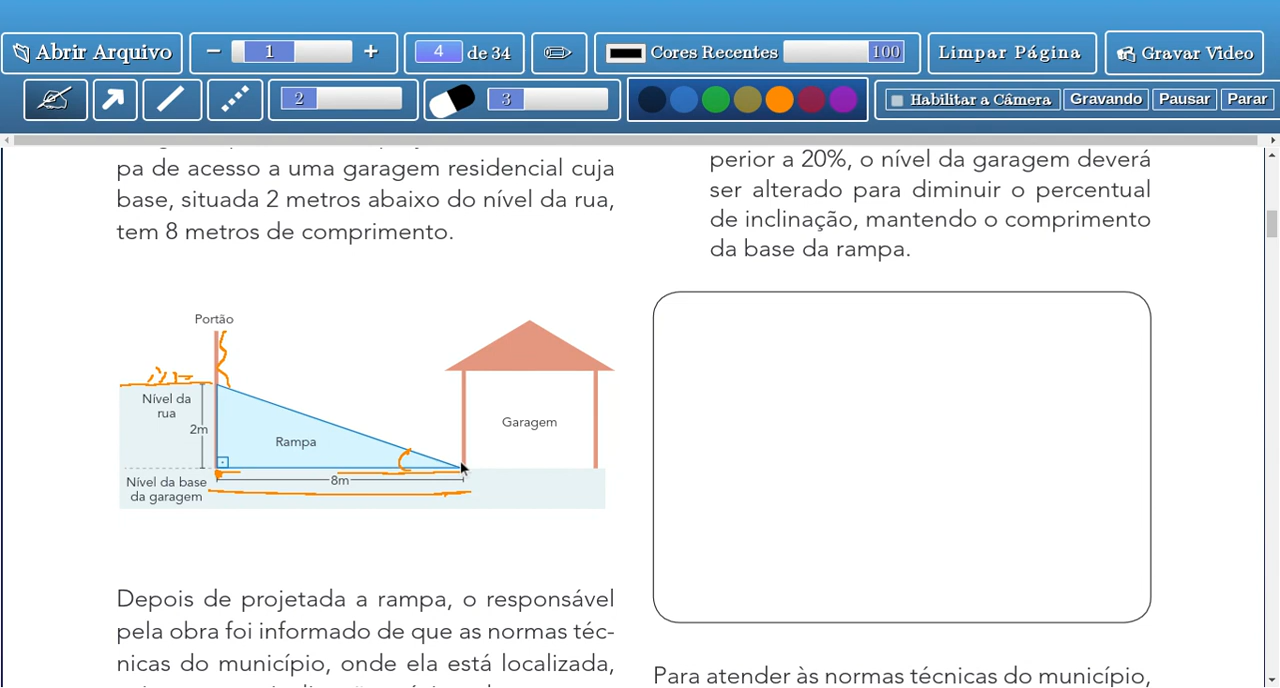 Abrir Arquivo
− 1 +
4 de 34
Cores Recentes 100
Limpar Página
Gravar Video
2
3
Habilitar a Câmera
Gravando
Pausar
Parar
pa de acesso a uma garagem residencial cuja
base, situada 2 metros abaixo do nível da rua,
tem 8 metros de comprimento.
Portão
Nível da
rua
2m
Rampa
Garagem
8m
Nível da base
da garagem
Depois de projetada a rampa, o responsável
pela obra foi informado de que as normas téc-
nicas do município, onde ela está localizada,
perior a 20%, o nível da garagem deverá
ser alterado para diminuir o percentual
de inclinação, mantendo o comprimento
da base da rampa.
Para atender às normas técnicas do município,